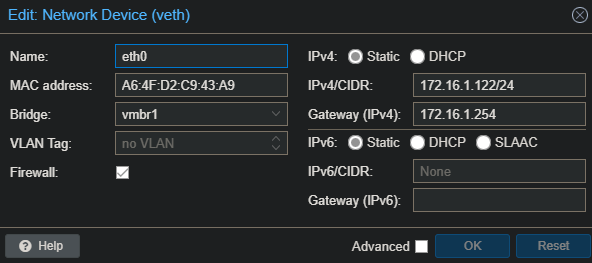 Edit: Network Device (veth)
Name: eth0
MAC address: A6:4F:D2:C9:43:A9
Bridge: vmbr1
VLAN Tag: no VLAN
Firewall:
IPv4: Static DHCP
IPv4/CIDR: 172.16.1.122/24
Gateway (IPv4): 172.16.1.254
IPv6: Static DHCP SLAAC
IPv6/CIDR: None
Gateway (IPv6):
Help Advanced OK Reset